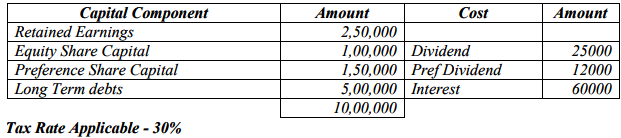 Capital Component Amount Cost Amount
Retained Earnings 2,50,000
Equity Share Capital 1,00,000 Dividend 25000
Preference Share Capital 1,50,000 Pref Dividend 12000
Long Term debts 5,00,000 Interest 60000
10,00,000
Tax Rate Applicable - 30%